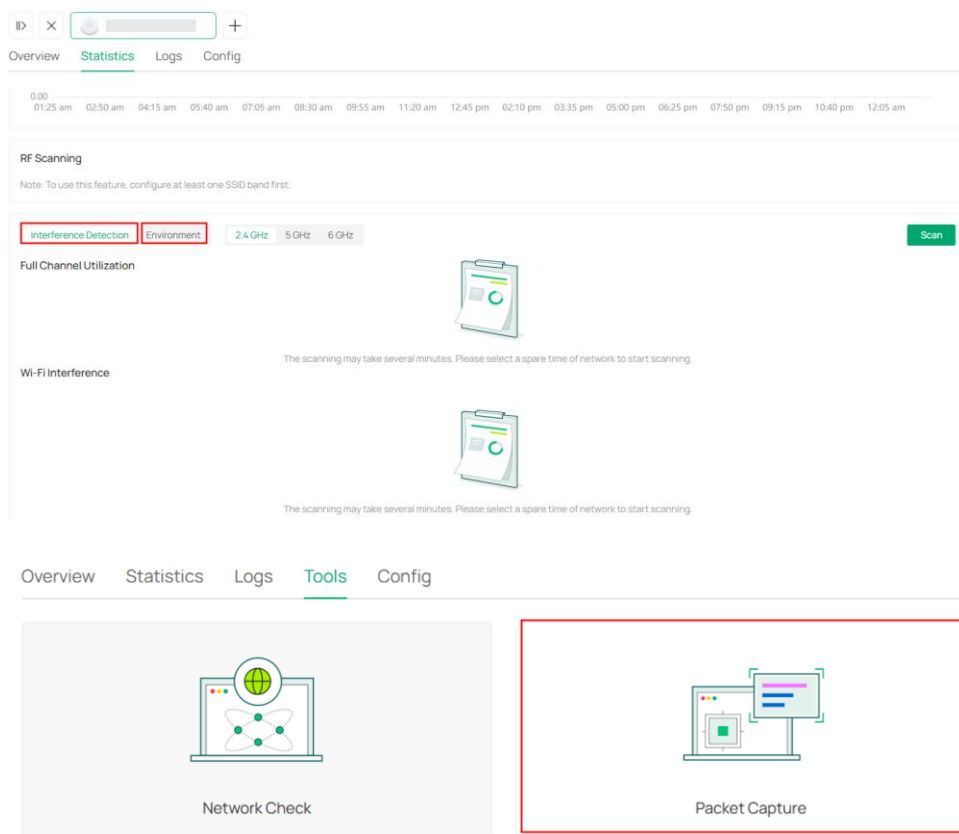 Overview Statistics Logs Config
0.00
01:25 am 02:50 am 04:15 am 05:40 am 07:05 am 08:30 am 09:55 am 11:20 am 12:45 pm 02:10 pm 03:35 pm 05:00 pm 06:25 pm 07:50 pm 09:15 pm 10:40 pm 12:05 am
RF Scanning
Note: To use this feature, configure at least one SSID band first.
Interference Detection Environment 2.4 GHz 5 GHz 6 GHz Scan
Full Channel Utilization
The scanning may take several minutes. Please select a spare time of network to start scanning.
Wi-Fi Interference
The scanning may take several minutes. Please select a spare time of network to start scanning.
Overview Statistics Logs Tools Config
Network Check Packet Capture